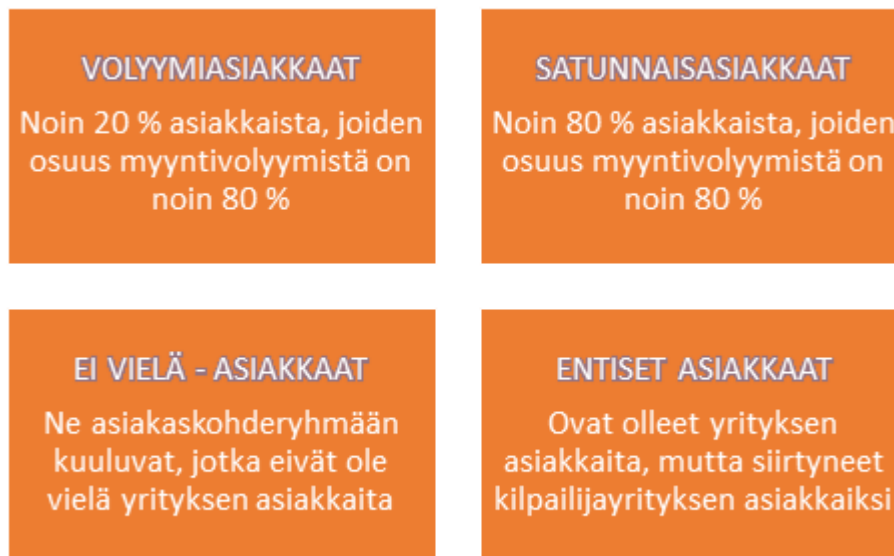 VOLYYMIASIAKKAAT
Noin 20 % asiakkaista, joiden
osuus myyntivolyymistä on
noin 80 %
SATUNNAISASIAKKAAT
Noin 80 % asiakkaista, joiden
osuus myyntivolyymistä on
noin 80 %
EI VIELÄ - ASIAKKAAT
Ne asiakaskohderyhmään
kuuluvat, jotka eivät ole
vielä yrityksen asiakkaita
ENTISET ASIAKKAAT
Ovat olleet yrityksen
asiakkaita, mutta siirtyneet
kilpailijayrityksen asiakkaiksi